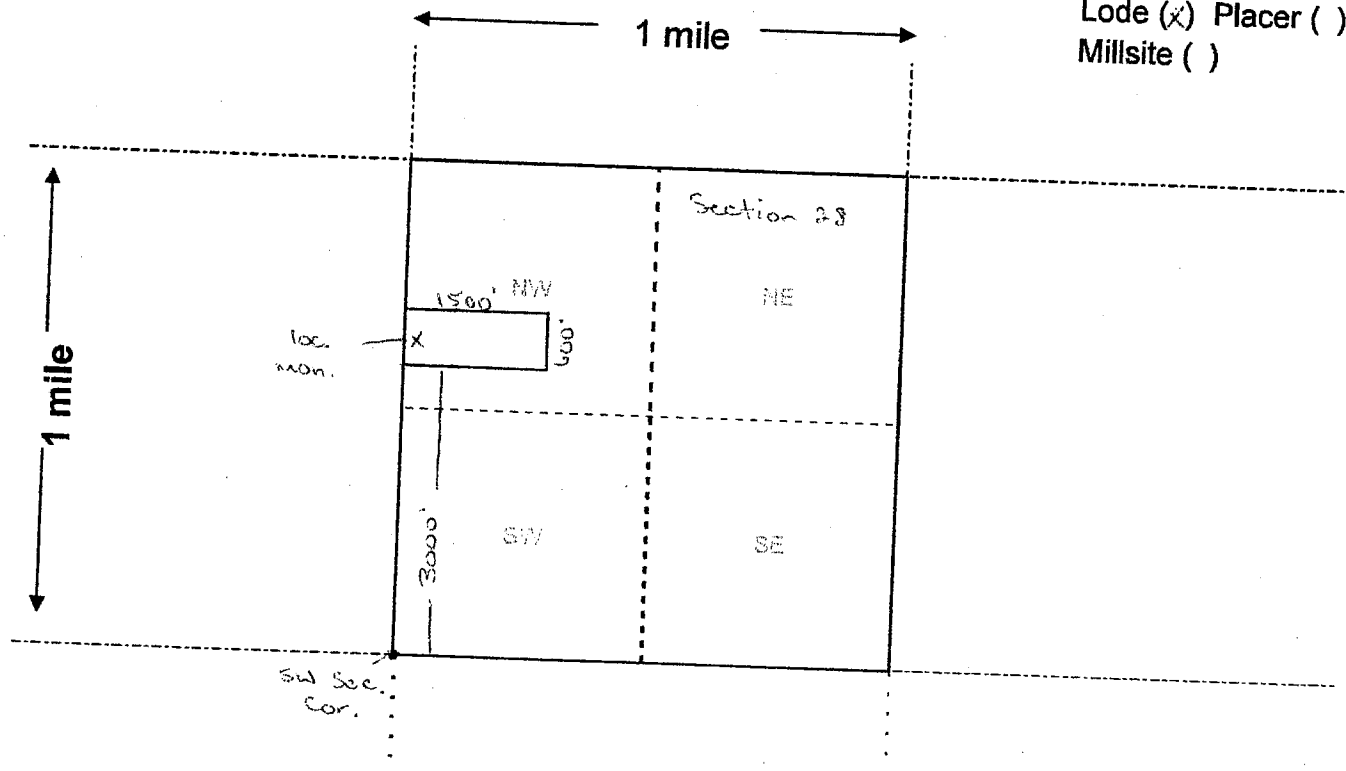 Lode (x) Placer ( )
Millsite ( )
1 mile
1 mile
Section 28
NW
NE
1500'
600'
loc.
mon.
x
3000'
SW
SE
SW Sec.
Cor.